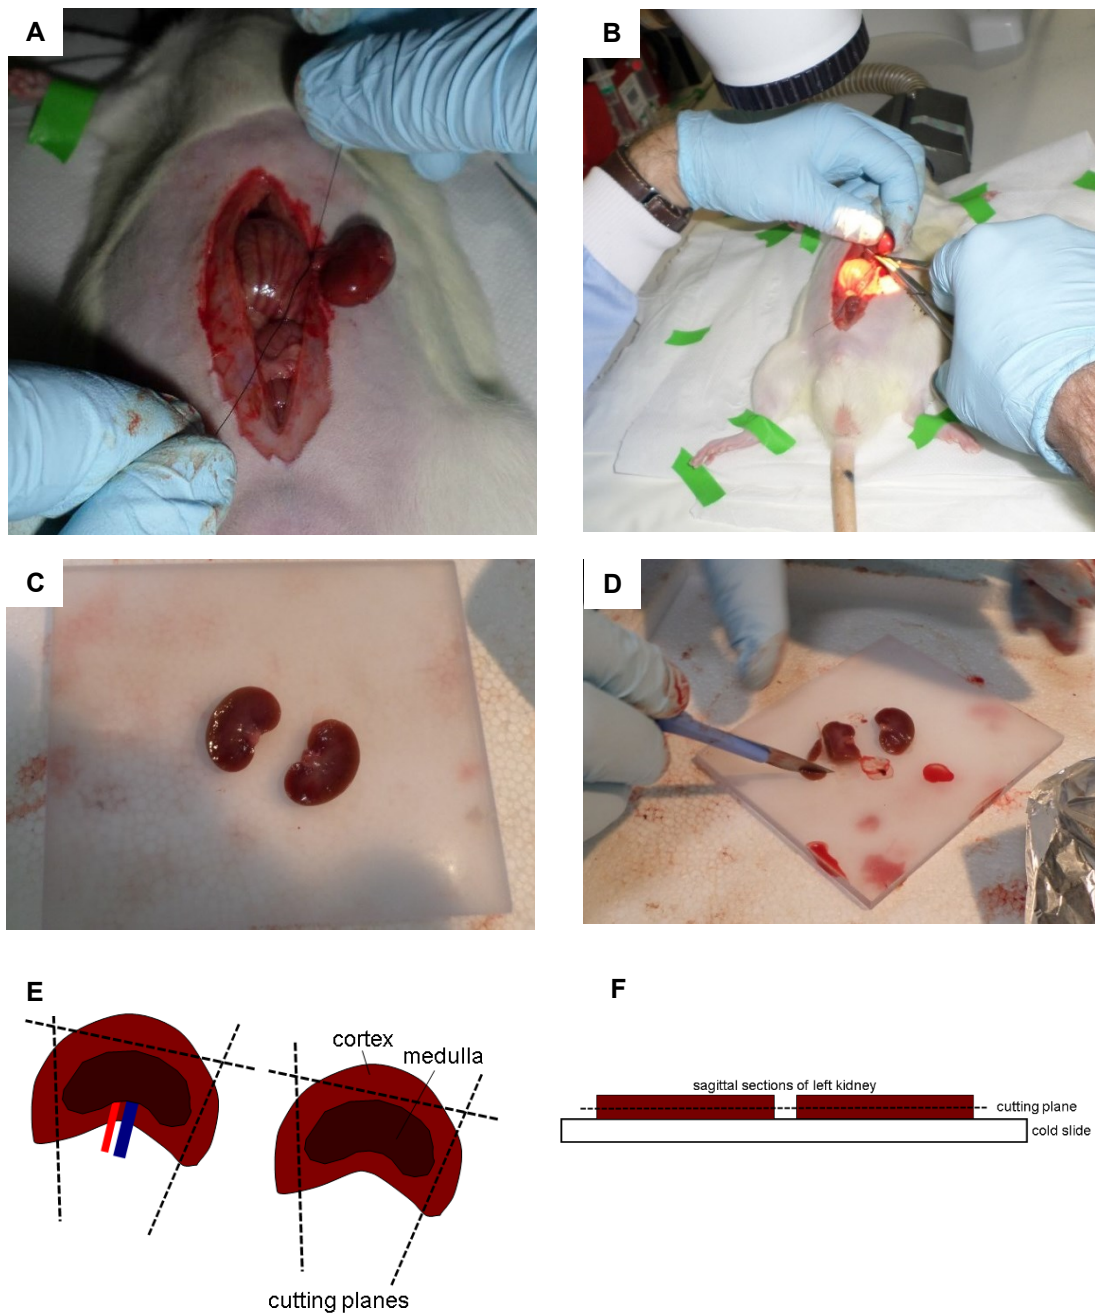 A
B
C
D
E
F
cortex
medulla
cutting planes
sagittal sections of left kidney
cutting plane
cold slide